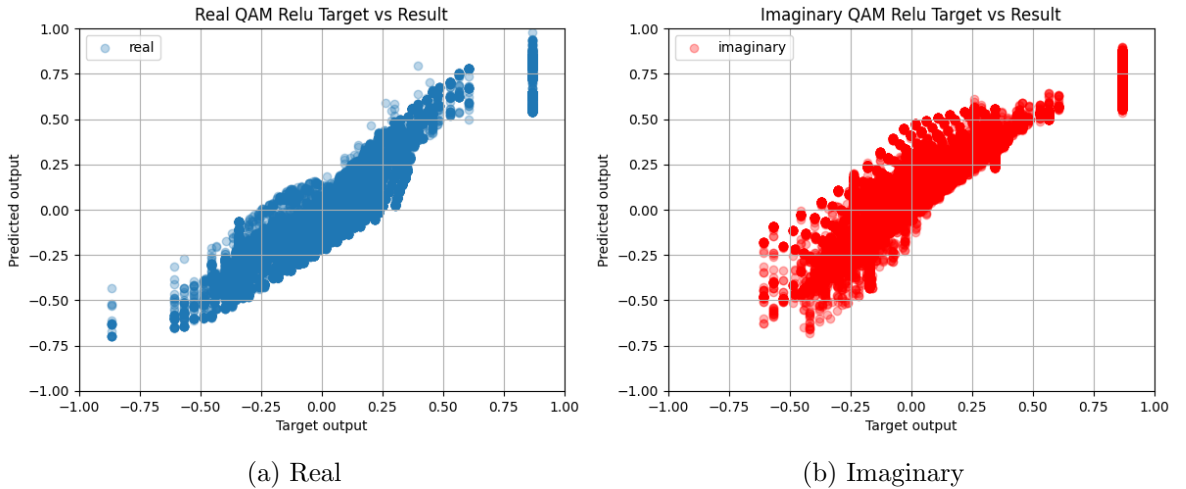 Real QAM Relu Target vs Result
real
1.00
0.75
0.50
0.25
0.00
−0.25
−0.50
−0.75
−1.00
Predicted output
−1.00 −0.75 −0.50 −0.25 0.00 0.25 0.50 0.75 1.00
Target output
(a) Real
Imaginary QAM Relu Target vs Result
imaginary
1.00
0.75
0.50
0.25
0.00
−0.25
−0.50
−0.75
−1.00
Predicted output
−1.00 −0.75 −0.50 −0.25 0.00 0.25 0.50 0.75 1.00
Target output
(b) Imaginary